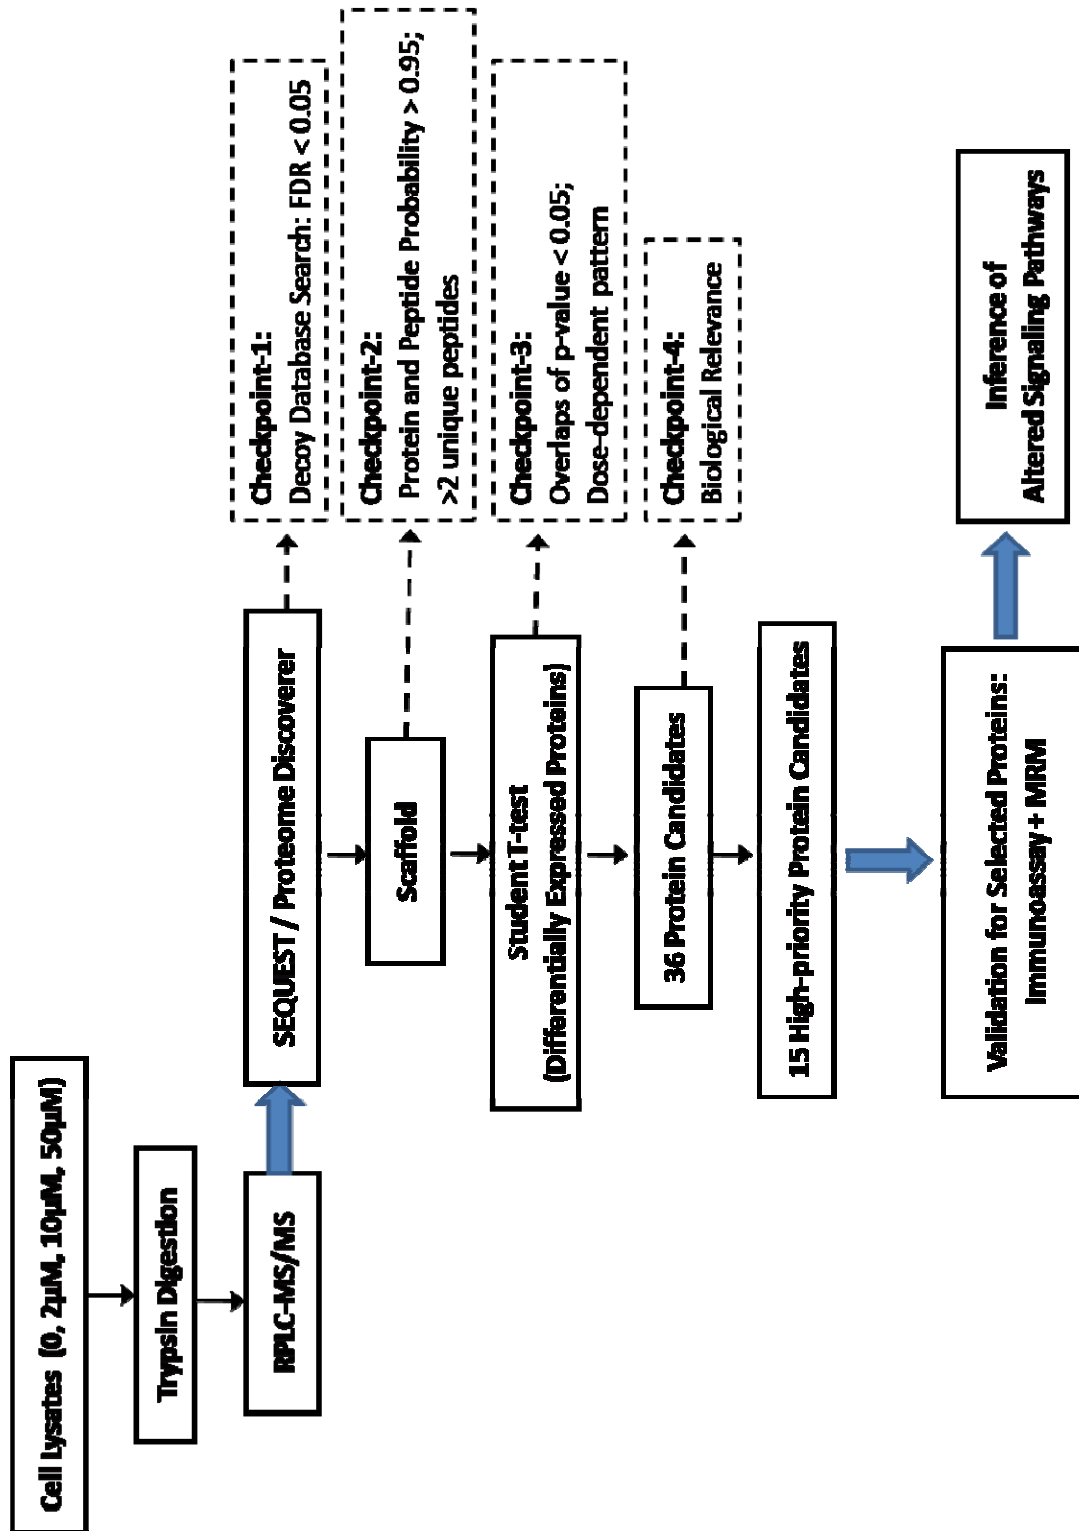 Cell Lysates (0, 2µM, 10µM, 50µM)
Trypsin Digestion
RPLC-MS/MS
SEQUEST / Proteome Discoverer
Checkpoint-1:
Decoy Database Search: FDR < 0.05
Scaffold
Checkpoint-2:
Protein and Peptide Probability > 0.95;
>2 unique peptides
Student T-test
(Differentially Expressed Proteins)
Checkpoint-3:
Overlaps of p-value < 0.05;
Dose-dependent pattern
36 Protein Candidates
Checkpoint-4:
Biological Relevance
15 High-priority Protein Candidates
Validation for Selected Proteins:
Immunoassay + MRM
Inference of
Altered Signaling Pathways